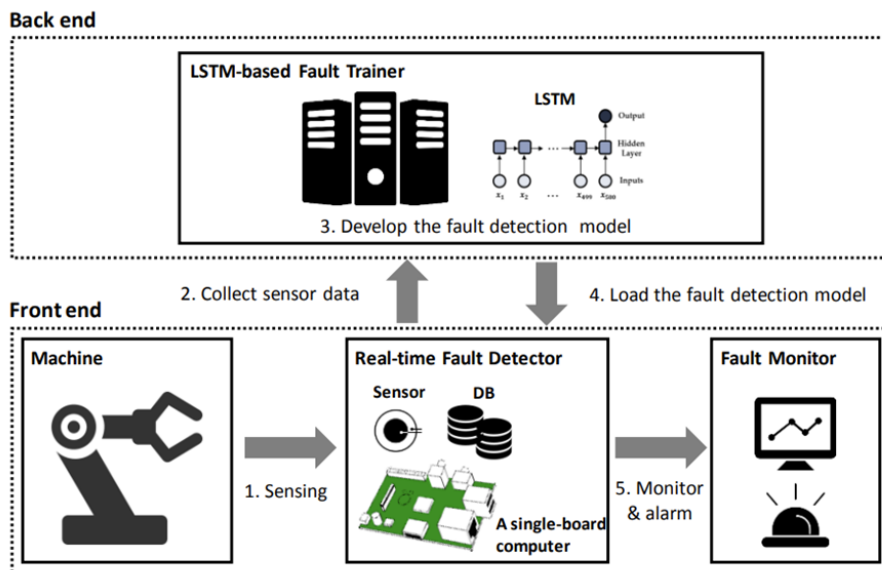 Back end
LSTM-based Fault Trainer
LSTM
Output
Hidden
Layer
Inputs
x1 x2 ... x499 x500
3. Develop the fault detection model
2. Collect sensor data
4. Load the fault detection model
Front end
Machine
1. Sensing
Real-time Fault Detector
Sensor
DB
A single-board
computer
5. Monitor
& alarm
Fault Monitor